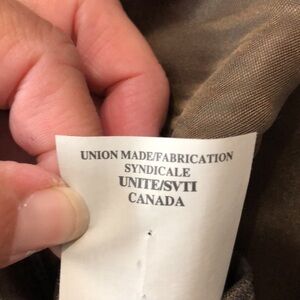 UNION MADE/FABRICATION
SYNDICALE
UNITE/SVTI
CANADA